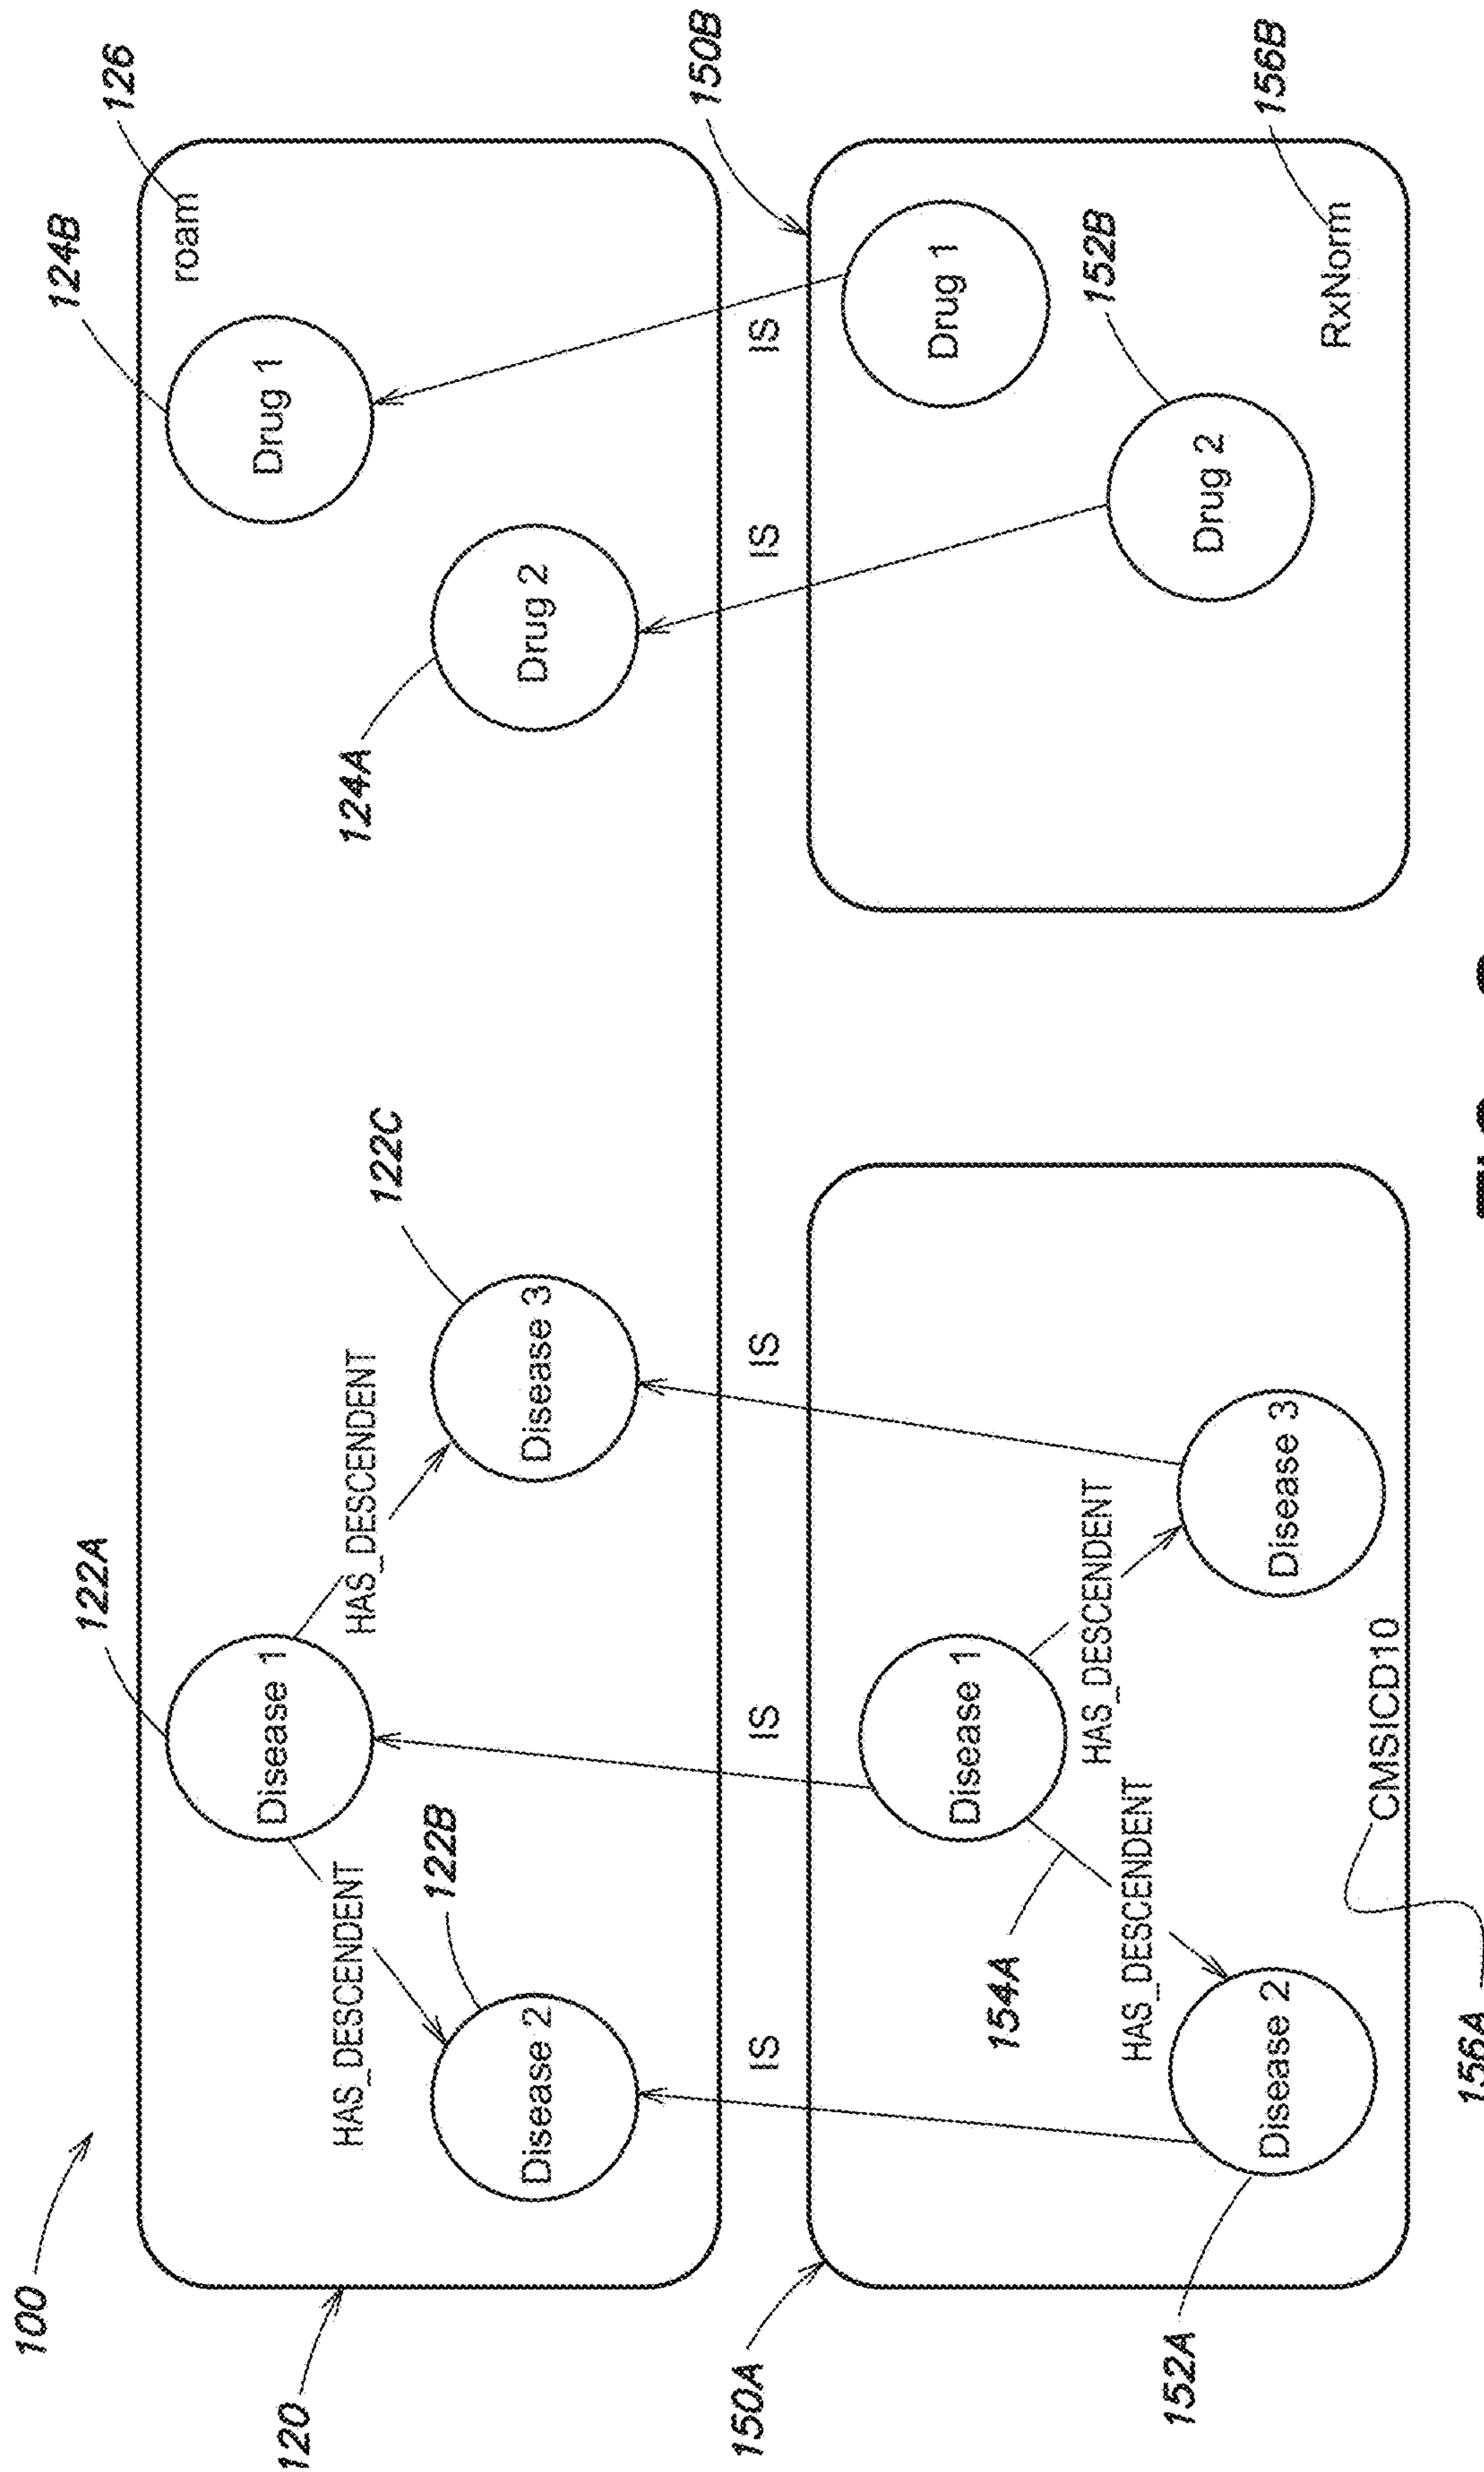 100
120
122A
HAS_DESCENDENT
Disease 1
HAS_DESCENDENT
122B
Disease 2
122C
Disease 3
124A
Drug 2
124B
Drug 1
126
roam
IS
IS
IS
IS
IS
150A
Disease 1
154A
HAS_DESCENDENT
HAS_DESCENDENT
152A
Disease 2
Disease 3
CMSICD10
156A
150B
Drug 1
152B
Drug 2
RxNorm
156B